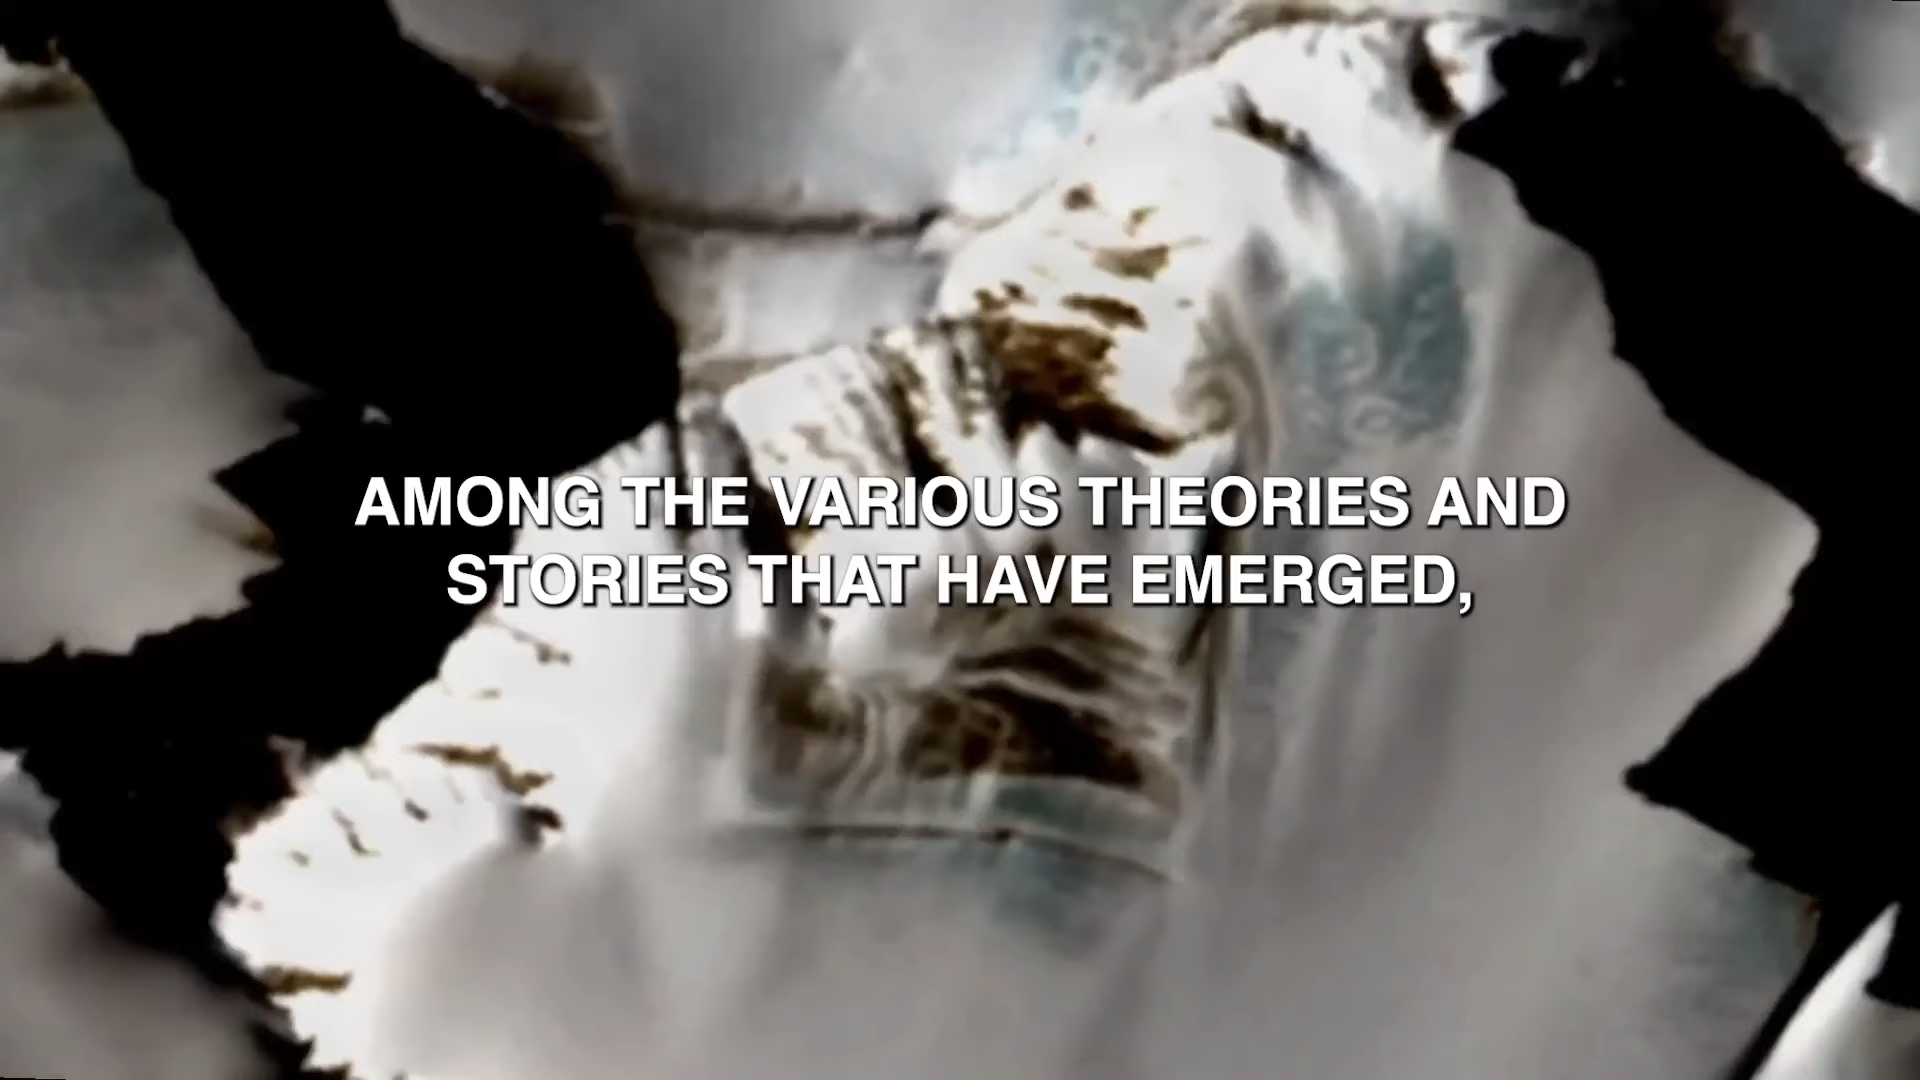 AMONG THE VARIOUS THEORIES AND
STORIES THAT HAVE EMERGED,